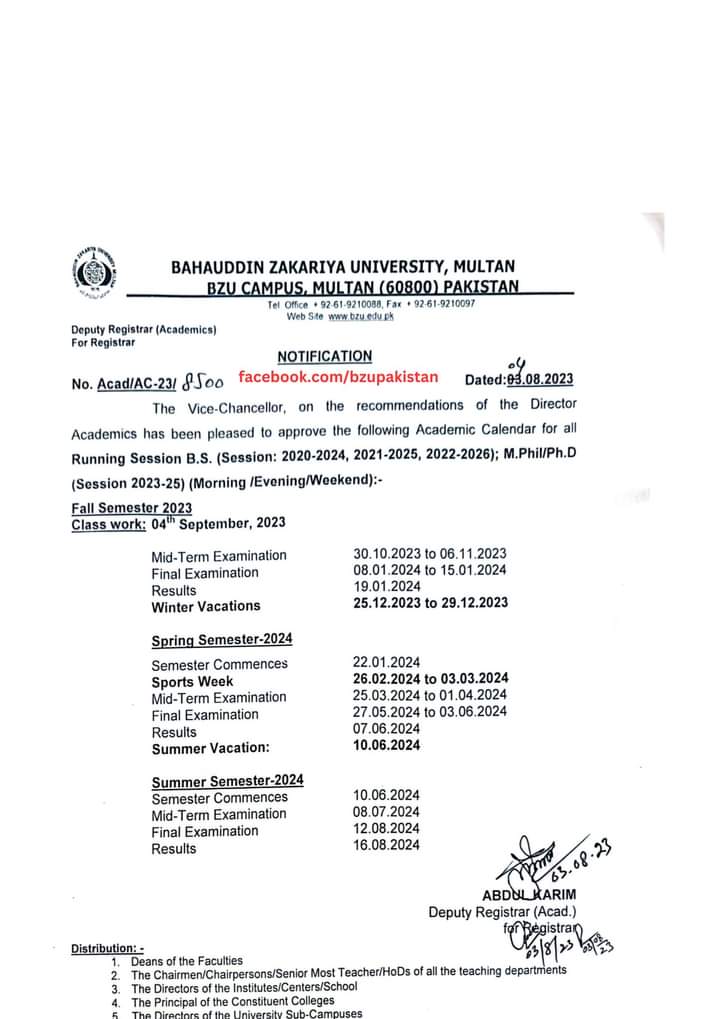 BAHAUDDIN ZAKARIYA UNIVERSITY, MULTAN
BZU CAMPUS, MULTAN (60800) PAKISTAN
Tel Office + 92-61-9210088, Fax + 92-61-9210097
Web Site www.bzu.edu.pk
Deputy Registrar (Academics)
For Registrar
NOTIFICATION
No. Acad/AC-23/ 8500 facebook.com/bzupakistan Dated:03.08.2023
04
The Vice-Chancellor, on the recommendations of the Director
Academics has been pleased to approve the following Academic Calendar for all
Running Session B.S. (Session: 2020-2024, 2021-2025, 2022-2026); M.Phil/Ph.D
(Session 2023-25) (Morning /Evening/Weekend):-
Fall Semester 2023
Class work: 04th September, 2023
Mid-Term Examination 30.10.2023 to 06.11.2023
Final Examination 08.01.2024 to 15.01.2024
Results 19.01.2024
Winter Vacations 25.12.2023 to 29.12.2023
Spring Semester-2024
Semester Commences 22.01.2024
Sports Week 26.02.2024 to 03.03.2024
Mid-Term Examination 25.03.2024 to 01.04.2024
Final Examination 27.05.2024 to 03.06.2024
Results 07.06.2024
Summer Vacation: 10.06.2024
Summer Semester-2024
Semester Commences 10.06.2024
Mid-Term Examination 08.07.2024
Final Examination 12.08.2024
Results 16.08.2024
03.08.23
ABDUL KARIM
Deputy Registrar (Acad.)
for Registrar
03/8/23 03/08/23
Distribution: -
1. Deans of the Faculties
2. The Chairmen/Chairpersons/Senior Most Teacher/HoDs of all the teaching departments
3. The Directors of the Institutes/Centers/School
4. The Principal of the Constituent Colleges
5. The Directors of the University Sub-Campuses